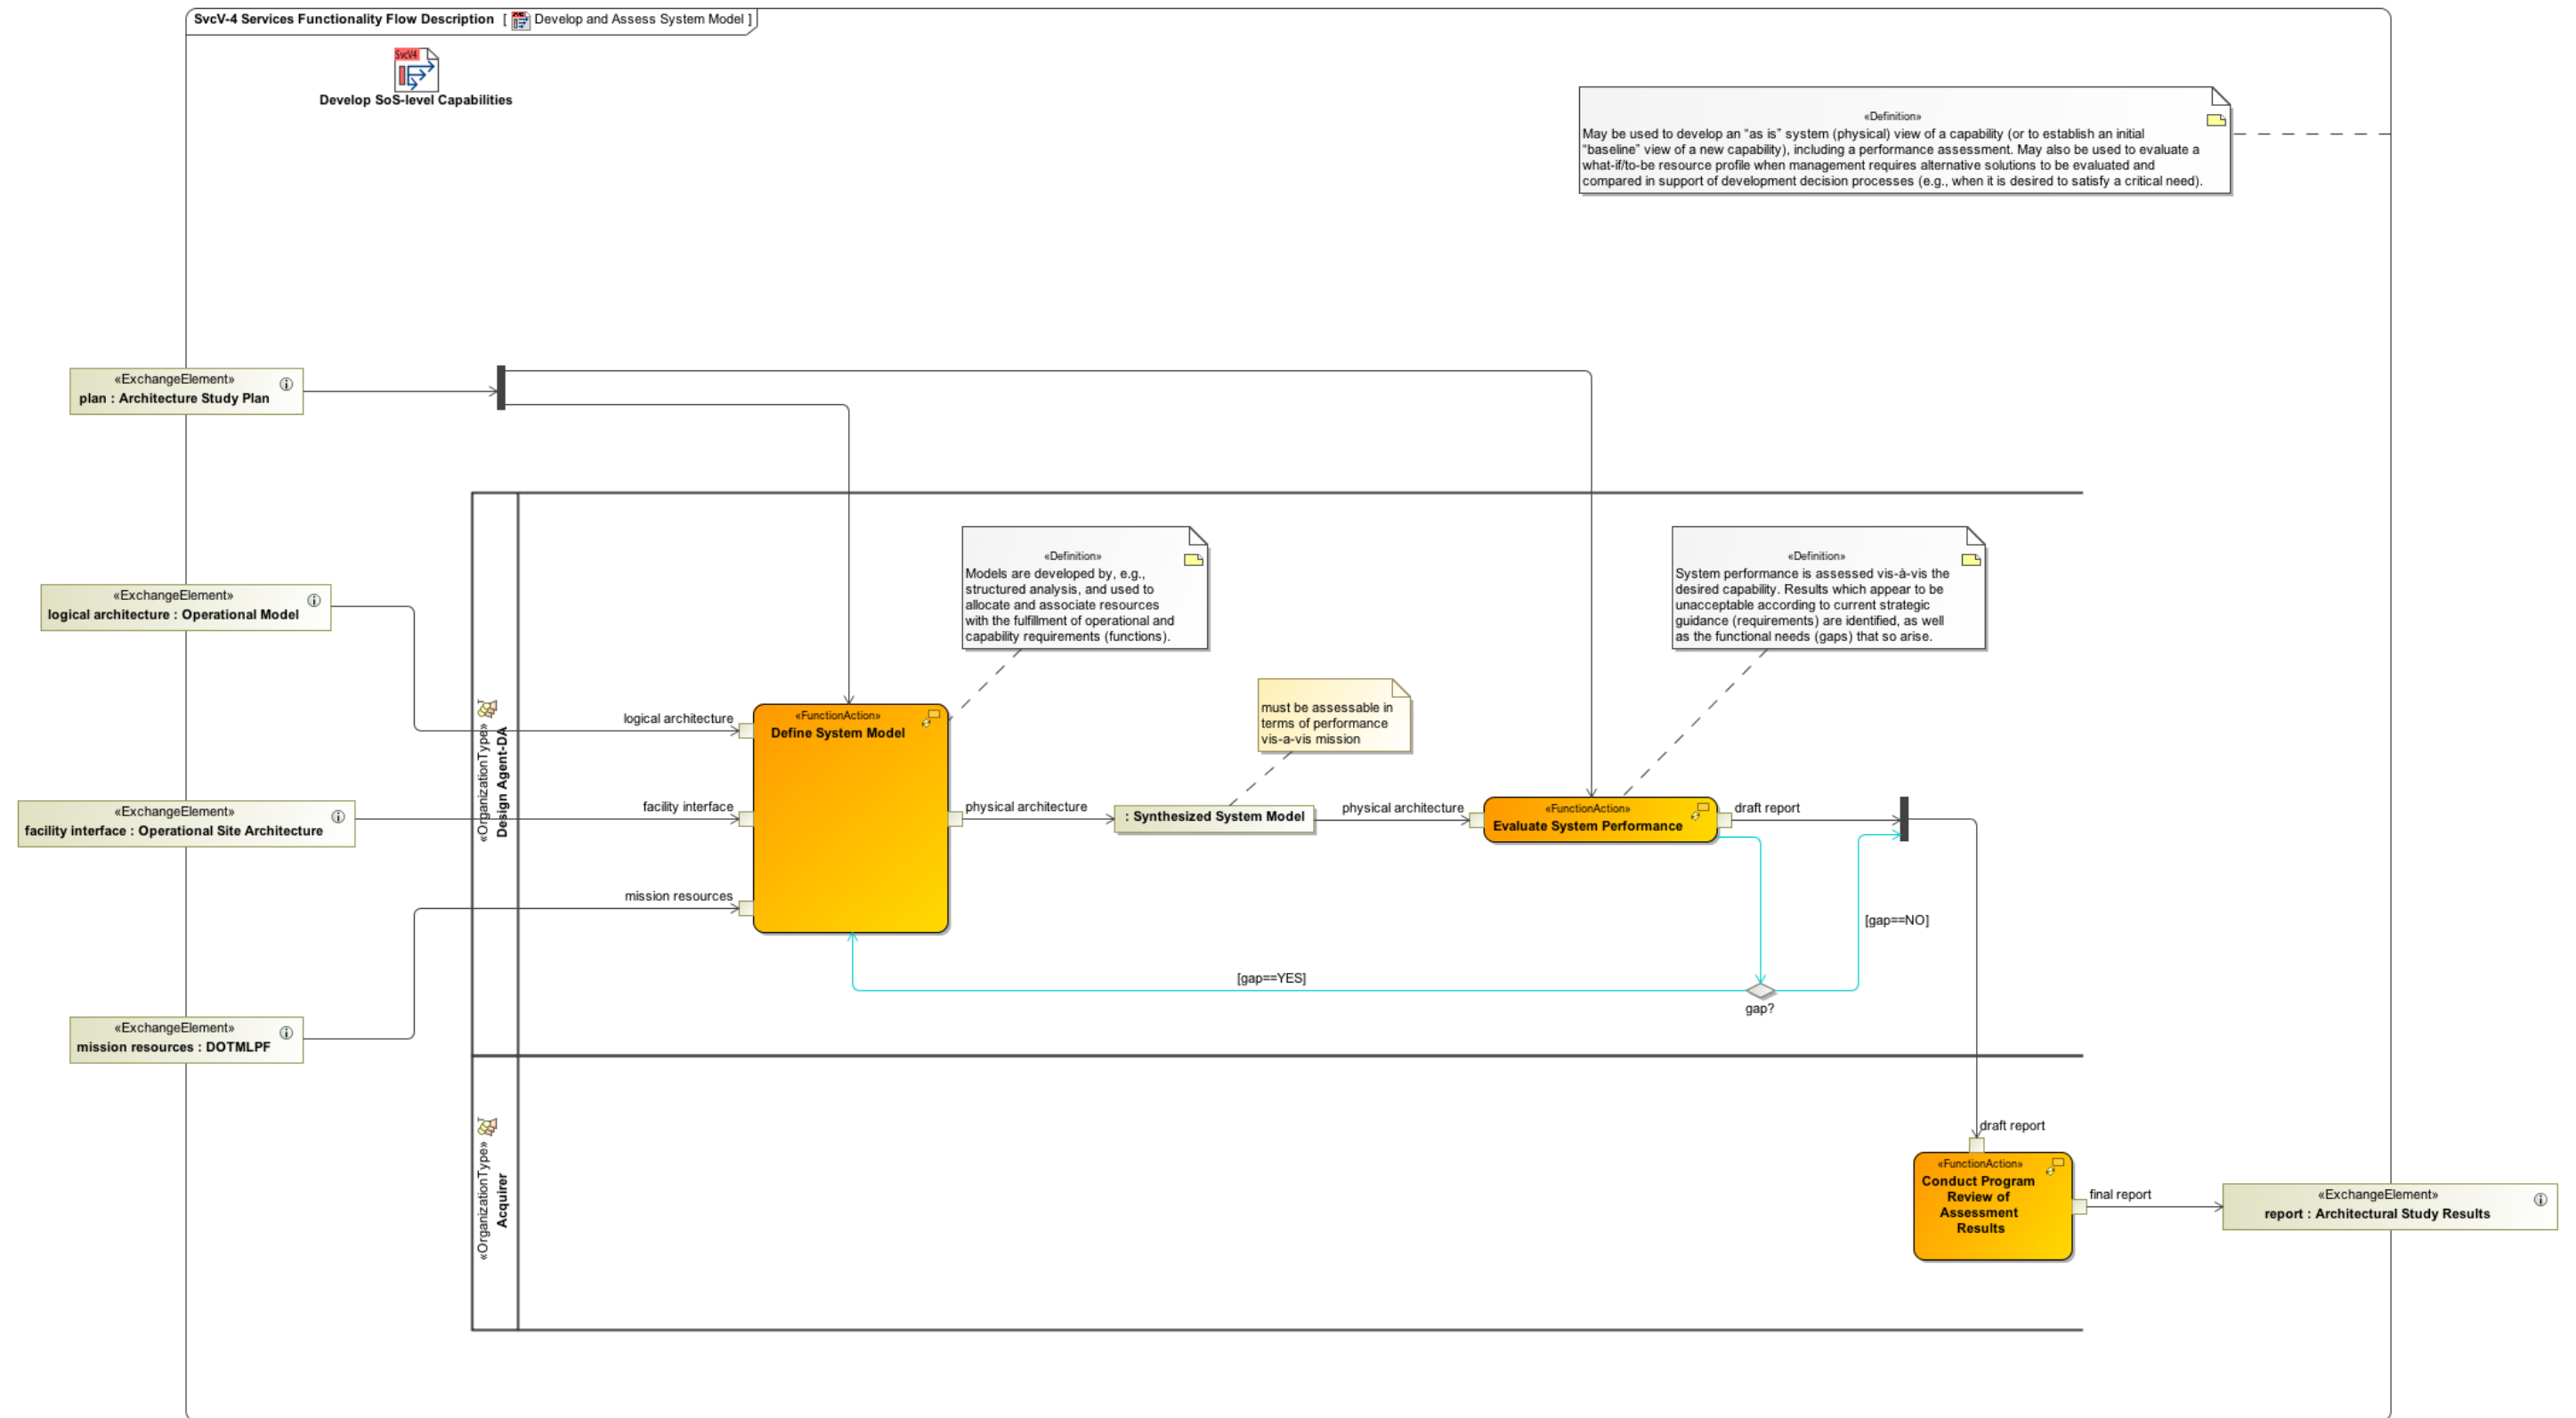 SvcV-4 Services Functionality Flow Description [ Develop and Assess System Model ]
SvcV4
Develop SoS-level Capabilities
«Definition»
May be used to develop an “as is” system (physical) view of a capability (or to establish an initial
“baseline” view of a new capability), including a performance assessment. May also be used to evaluate a
what-if/to-be resource profile when management requires alternative solutions to be evaluated and
compared in support of development decision processes (e.g., when it is desired to satisfy a critical need).
«ExchangeElement»
plan : Architecture Study Plan
«ExchangeElement»
logical architecture : Operational Model
«ExchangeElement»
facility interface : Operational Site Architecture
«ExchangeElement»
mission resources : DOTMLPF
«OrganizationType»
Design Agent-DA
«Definition»
Models are developed by, e.g.,
structured analysis, and used to
allocate and associate resources
with the fulfillment of operational and
capability requirements (functions).
«Definition»
System performance is assessed vis-à-vis the
desired capability. Results which appear to be
unacceptable according to current strategic
guidance (requirements) are identified, as well
as the functional needs (gaps) that so arise.
must be assessable in
terms of performance
vis-a-vis mission
logical architecture
facility interface
mission resources
«FunctionAction»
Define System Model
physical architecture
: Synthesized System Model
physical architecture
«FunctionAction»
Evaluate System Performance
draft report
[gap==NO]
[gap==YES]
gap?
«OrganizationType»
Acquirer
draft report
«FunctionAction»
Conduct Program
Review of
Assessment
Results
final report
«ExchangeElement»
report : Architectural Study Results